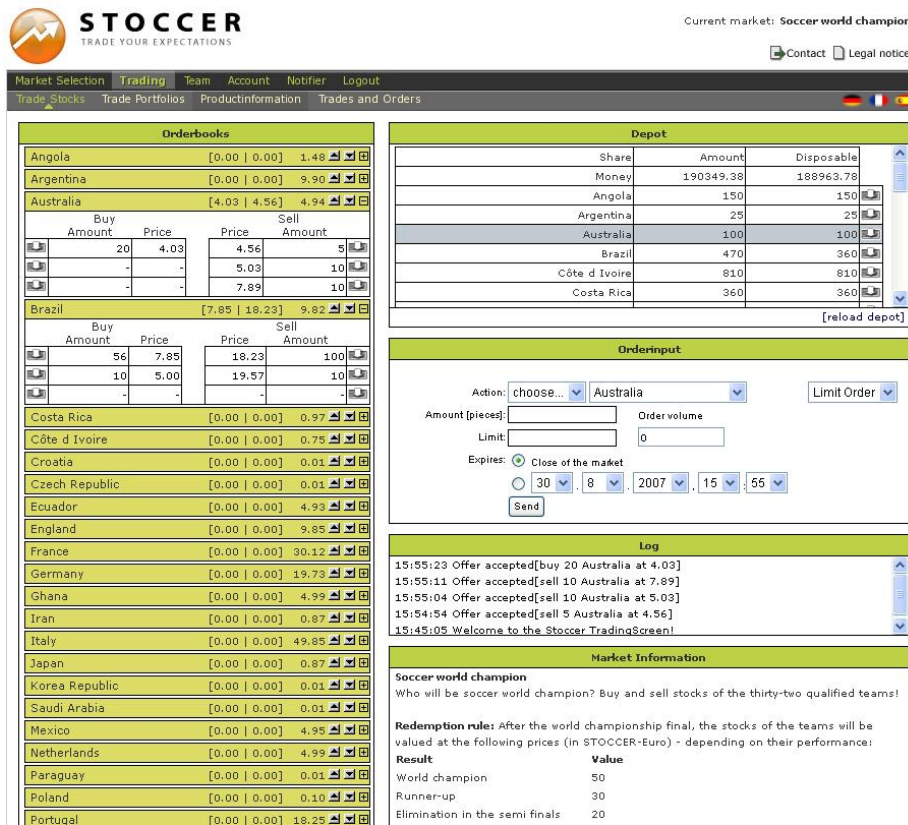 STOCCER
TRADE YOUR EXPECTATIONS
Current market: Soccer world champion
Contact Legal notice
Market Selection Trading Team Account Notifier Logout
Trade Stocks Trade Portfolios Productinformation Trades and Orders
Orderbooks
Angola [0.00 | 0.00] 1.48
Argentina [0.00 | 0.00] 9.90
Australia [4.03 | 4.56] 4.94
Buy Sell
Amount Price Price Amount
20 4.03 4.56 5
- - 5.03 10
- - 7.89 10
Brazil [7.85 | 18.23] 9.82
Buy Sell
Amount Price Price Amount
56 7.85 18.23 100
10 5.00 19.57 10
- - - -
Costa Rica [0.00 | 0.00] 0.97
Côte d Ivoire [0.00 | 0.00] 0.75
Croatia [0.00 | 0.00] 0.01
Czech Republic [0.00 | 0.00] 0.01
Ecuador [0.00 | 0.00] 4.93
England [0.00 | 0.00] 9.85
France [0.00 | 0.00] 30.12
Germany [0.00 | 0.00] 19.73
Ghana [0.00 | 0.00] 4.99
Iran [0.00 | 0.00] 0.87
Italy [0.00 | 0.00] 49.85
Japan [0.00 | 0.00] 0.87
Korea Republic [0.00 | 0.00] 0.01
Saudi Arabia [0.00 | 0.00] 0.01
Mexico [0.00 | 0.00] 4.95
Netherlands [0.00 | 0.00] 4.99
Paraguay [0.00 | 0.00] 0.01
Poland [0.00 | 0.00] 0.10
Portugal [0.00 | 0.00] 18.25
Depot
Share Amount Disposable
Money 190349.38 188963.78
Angola 150 150
Argentina 25 25
Australia 100 100
Brazil 470 360
Côte d Ivoire 810 810
Costa Rica 360 360
[reload depot]
Orderinput
Action: choose... Australia Limit Order
Amount [pieces]: Order volume
Limit: 0
Expires: Close of the market
30 . 8 . 2007 , 15 : 55
Send
Log
15:55:23 Offer accepted[buy 20 Australia at 4.03]
15:55:11 Offer accepted[sell 10 Australia at 7.89]
15:55:04 Offer accepted[sell 10 Australia at 5.03]
15:54:54 Offer accepted[sell 5 Australia at 4.56]
15:45:05 Welcome to the Stoccer TradingScreen!
Market Information
Soccer world champion
Who will be soccer world champion? Buy and sell stocks of the thirty-two qualified teams!
Redemption rule: After the world championship final, the stocks of the teams will be
valued at the following prices (in STOCCER-Euro) - depending on their performance:
Result Value
World champion 50
Runner-up 30
Elimination in the semi finals 20